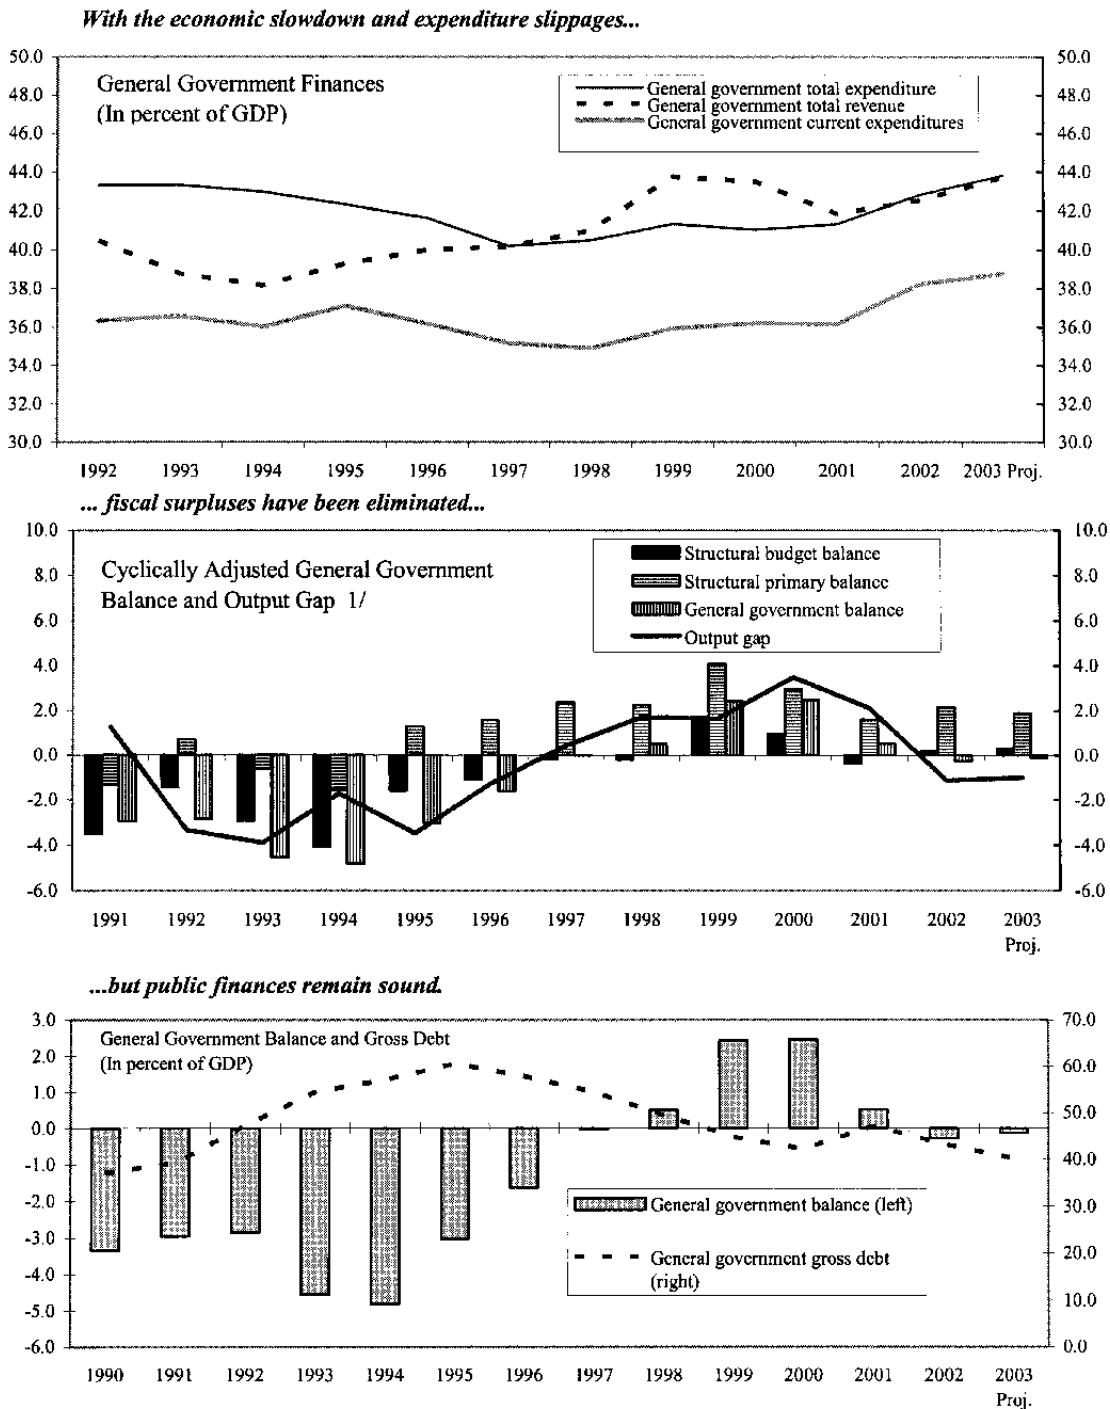 With the economic slowdown and expenditure slippages...
General Government Finances
(In percent of GDP)
General government total expenditure
General government total revenue
General government current expenditures
50.0
48.0
46.0
44.0
42.0
40.0
38.0
36.0
34.0
32.0
30.0
50.0
48.0
46.0
44.0
42.0
40.0
38.0
36.0
34.0
32.0
30.0
1992 1993 1994 1995 1996 1997 1998 1999 2000 2001 2002 2003 Proj.
... fiscal surpluses have been eliminated...
Cyclically Adjusted General Government
Balance and Output Gap 1/
Structural budget balance
Structural primary balance
General government balance
Output gap
10.0
8.0
6.0
4.0
2.0
0.0
-2.0
-4.0
-6.0
10.0
8.0
6.0
4.0
2.0
0.0
-2.0
-4.0
-6.0
1991 1992 1993 1994 1995 1996 1997 1998 1999 2000 2001 2002 2003
Proj.
...but public finances remain sound.
General Government Balance and Gross Debt
(In percent of GDP)
3.0
2.0
1.0
0.0
-1.0
-2.0
-3.0
-4.0
-5.0
-6.0
70.0
60.0
50.0
40.0
30.0
20.0
10.0
0.0
General government balance (left)
General government gross debt
(right)
1990 1991 1992 1993 1994 1995 1996 1997 1998 1999 2000 2001 2002 2003
Proj.